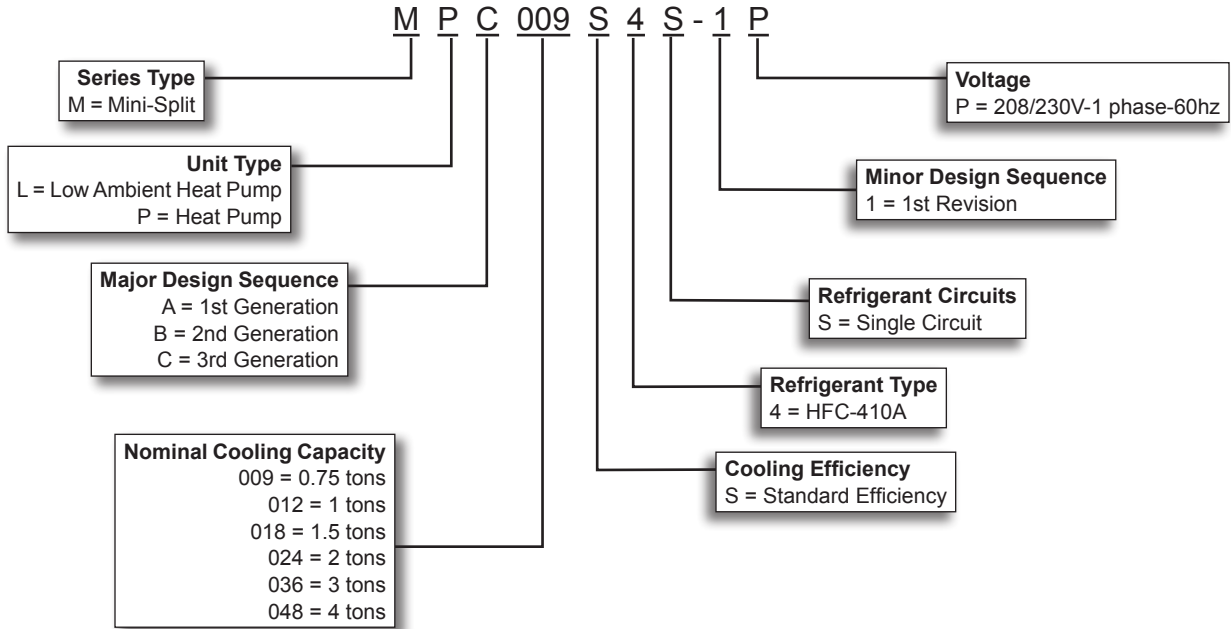 M P C 009 S 4 S - 1 P
Series Type
M = Mini-Split
Unit Type
L = Low Ambient Heat Pump
P = Heat Pump
Major Design Sequence
A = 1st Generation
B = 2nd Generation
C = 3rd Generation
Nominal Cooling Capacity
009 = 0.75 tons
012 = 1 tons
018 = 1.5 tons
024 = 2 tons
036 = 3 tons
048 = 4 tons
Voltage
P = 208/230V-1 phase-60hz
Minor Design Sequence
1 = 1st Revision
Refrigerant Circuits
S = Single Circuit
Refrigerant Type
4 = HFC-410A
Cooling Efficiency
S = Standard Efficiency